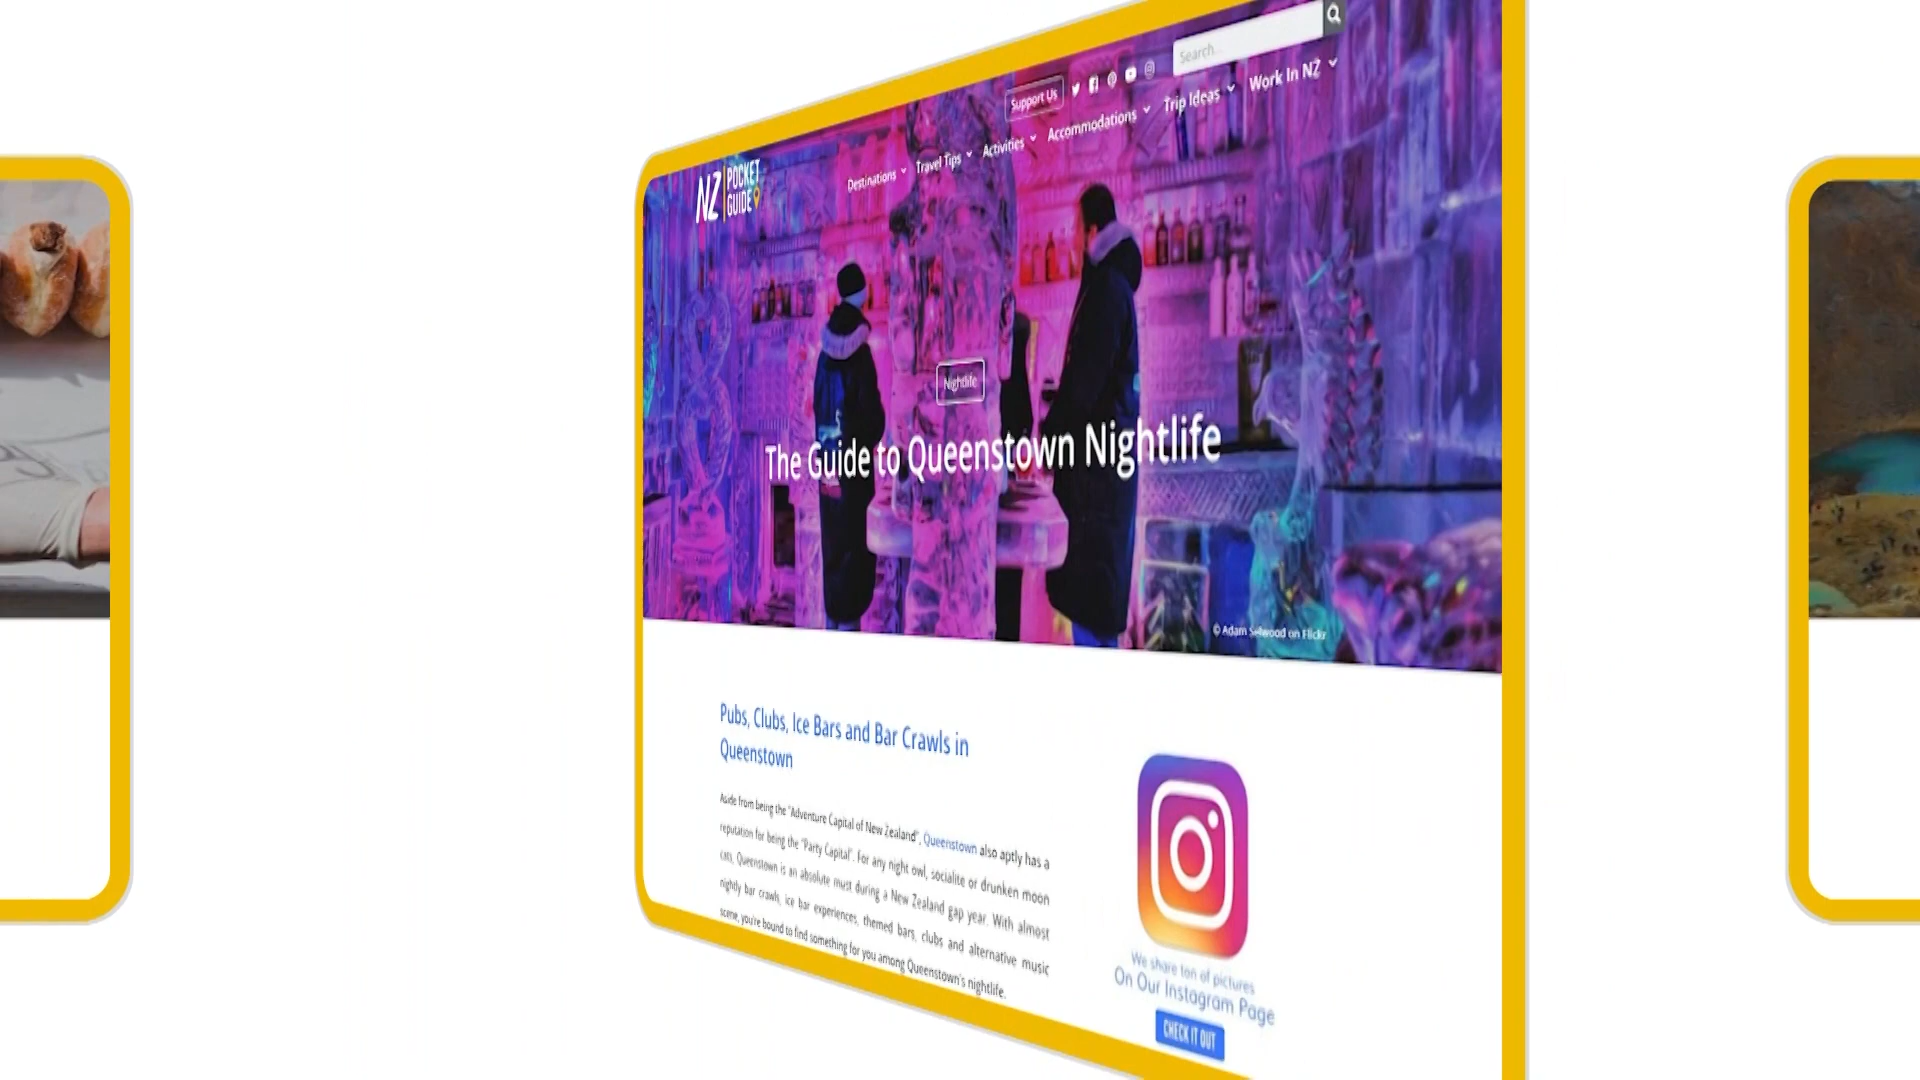 Search...
Support Us
NZ POCKET GUIDE
Destinations Travel Tips Activities Accommodations Trip Ideas Work In NZ
Nightlife
The Guide to Queenstown Nightlife
© Adam Selwood on Flickr
Pubs, Clubs, Ice Bars and Bar Crawls in
Queenstown
Aside from being the "Adventure Capital of New Zealand", Queenstown also aptly has a
reputation for being the "Party Capital". For any night owl, socialite or drunken moon
cat, Queenstown is an absolute must during a New Zealand gap year. With almost
nightly bar crawls, ice bar experiences, themed bars, clubs and alternative music
scene, you're bound to find something for you among Queenstown's nightlife.
We share ton of pictures
On Our Instagram Page
CHECK IT OUT